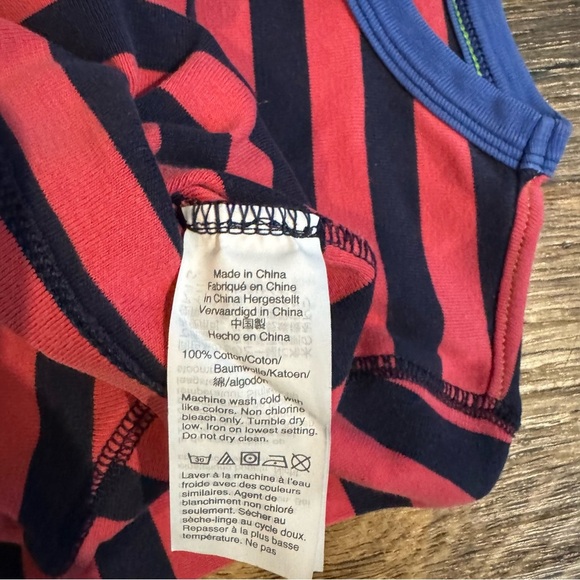 Made in China
Fabriqué en Chine
in China Hergestellt
Vervaardigd in China
中国製
Hecho en China
100% Cotton/Coton/
Baumwolle/Katoen/
綿/algodón
Machine wash cold with
like colors. Non chlorine
bleach only. Tumble dry
low. Iron on lowest setting.
Do not dry clean.
30
Laver à la machine à l'eau
froide avec des couleurs
similaires. Agent de
blanchiment non chloré
seulement. Sécher au
sèche-linge au cycle doux.
Repasser à la plus basse
température. Ne pas